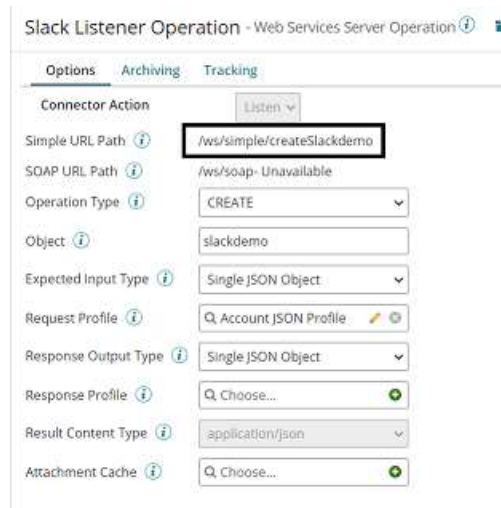 Slack Listener Operation - Web Services Server Operation
Options Archiving Tracking
Connector Action Listen
Simple URL Path /ws/simple/createSlackdemo
SOAP URL Path /ws/soap- Unavailable
Operation Type CREATE
Object slackdemo
Expected Input Type Single JSON Object
Request Profile Account JSON Profile
Response Output Type Single JSON Object
Response Profile Choose...
Result Content Type application/json
Attachment Cache Choose...